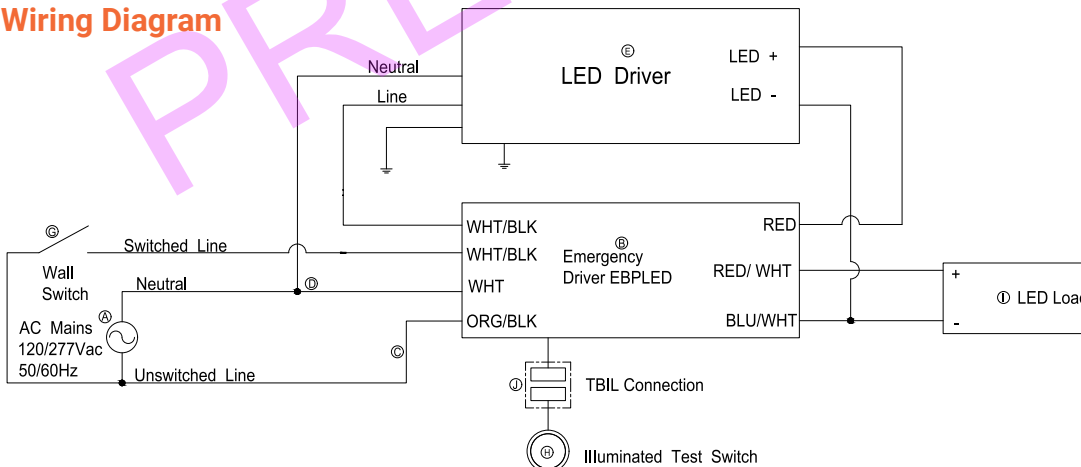 Wiring Diagram
PRE
Ⓔ
LED Driver
LED +
LED -
Neutral
Line
WHT/BLK
WHT/BLK
WHT
ORG/BLK
Ⓑ
Emergency
Driver EBPLED
RED
RED/ WHT
BLU/WHT
Ⓖ
Switched Line
Wall
Switch
Neutral
Ⓓ
AC Mains Ⓐ
120/277Vac
50/60Hz
Unswitched Line
Ⓒ
+
-
Ⓘ LED Load
Ⓙ
TBIL Connection
Ⓗ
Illuminated Test Switch